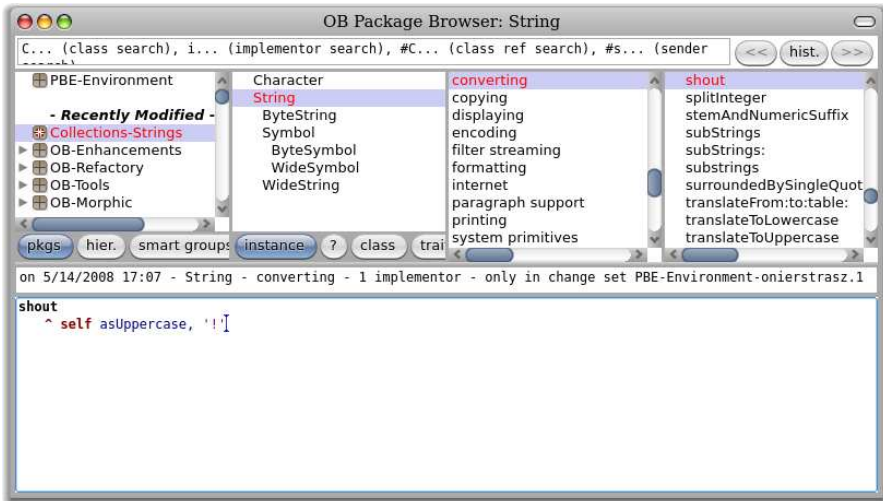 OB Package Browser: String
C... (class search), i... (implementor search), #C... (class ref search), #s... (sender
<< hist. >>
PBE-Environment
- Recently Modified -
Collections-Strings
OB-Enhancements
OB-Refactory
OB-Tools
OB-Morphic
Character
String
ByteString
Symbol
ByteSymbol
WideSymbol
WideString
converting
copying
displaying
encoding
filter streaming
formatting
internet
paragraph support
printing
system primitives
shout
splitInteger
stemAndNumericSuffix
subStrings
subStrings:
substrings
surroundedBySingleQuot
translateFrom:to:table:
translateToLowercase
translateToUppercase
pkgs hier. smart groups instance ? class trai
on 5/14/2008 17:07 - String - converting - 1 implementor - only in change set PBE-Environment-onierstrasz.1
shout
^ self asUppercase, '!'